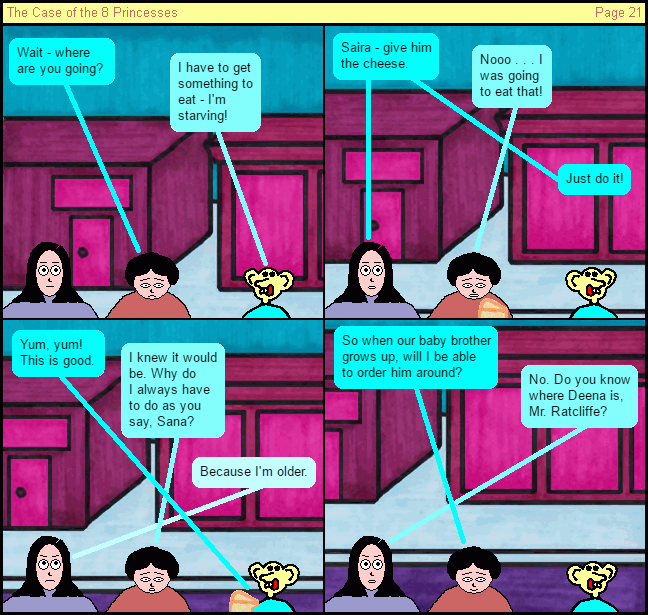 The Case of the 8 Princesses
Page 21
Wait - where
are you going?
I have to get
something to
eat - I'm
starving!
Saira - give him
the cheese.
Nooo . . . I
was going
to eat that!
Just do it!
Yum, yum!
This is good.
I knew it would
be. Why do
I always have
to do as you
say, Sana?
Because I'm older.
So when our baby brother
grows up, will I be able
to order him around?
No. Do you know
where Deena is,
Mr. Ratcliffe?